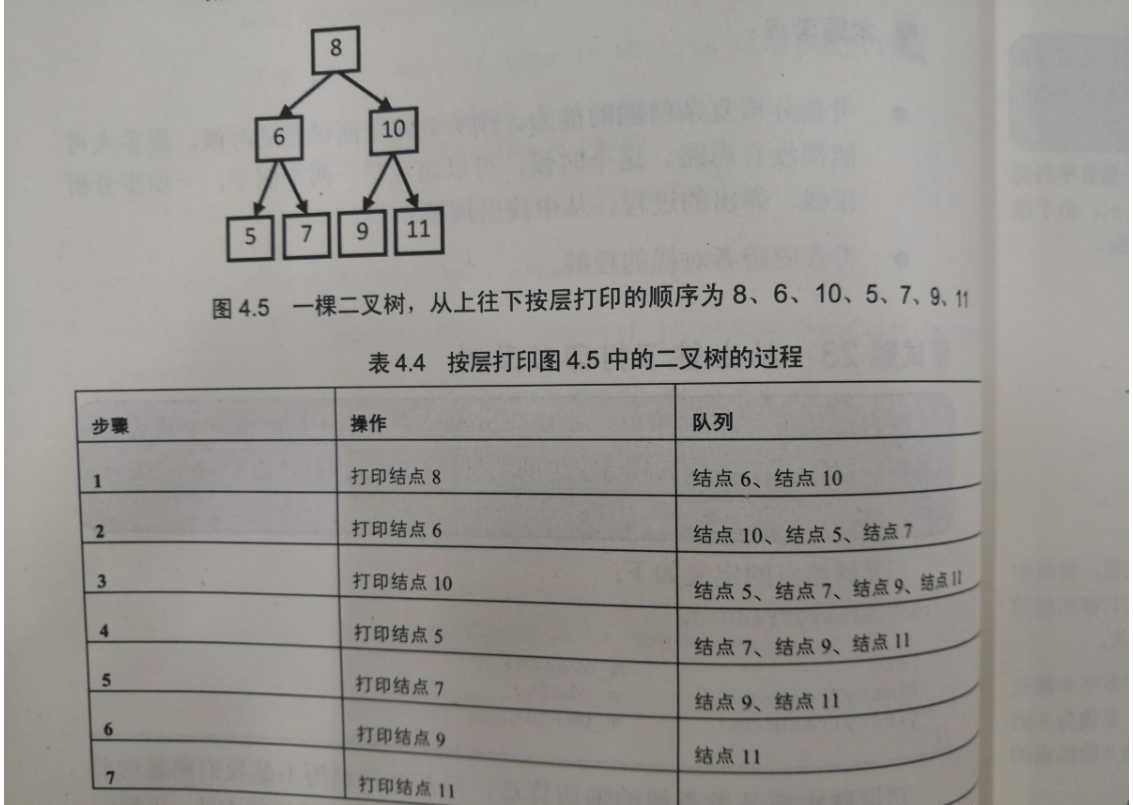 8
6 10
5 7 9 11
图 4.5 一棵二叉树，从上往下按层打印的顺序为 8、6、10、5、7、9、11
表 4.4 按层打印图 4.5 中的二叉树的过程
步骤 操作 队列
1 打印结点 8 结点 6、结点 10
2 打印结点 6 结点 10、结点 5、结点 7
3 打印结点 10 结点 5、结点 7、结点 9、结点 11
4 打印结点 5 结点 7、结点 9、结点 11
5 打印结点 7 结点 9、结点 11
6 打印结点 9 结点 11
7 打印结点 11